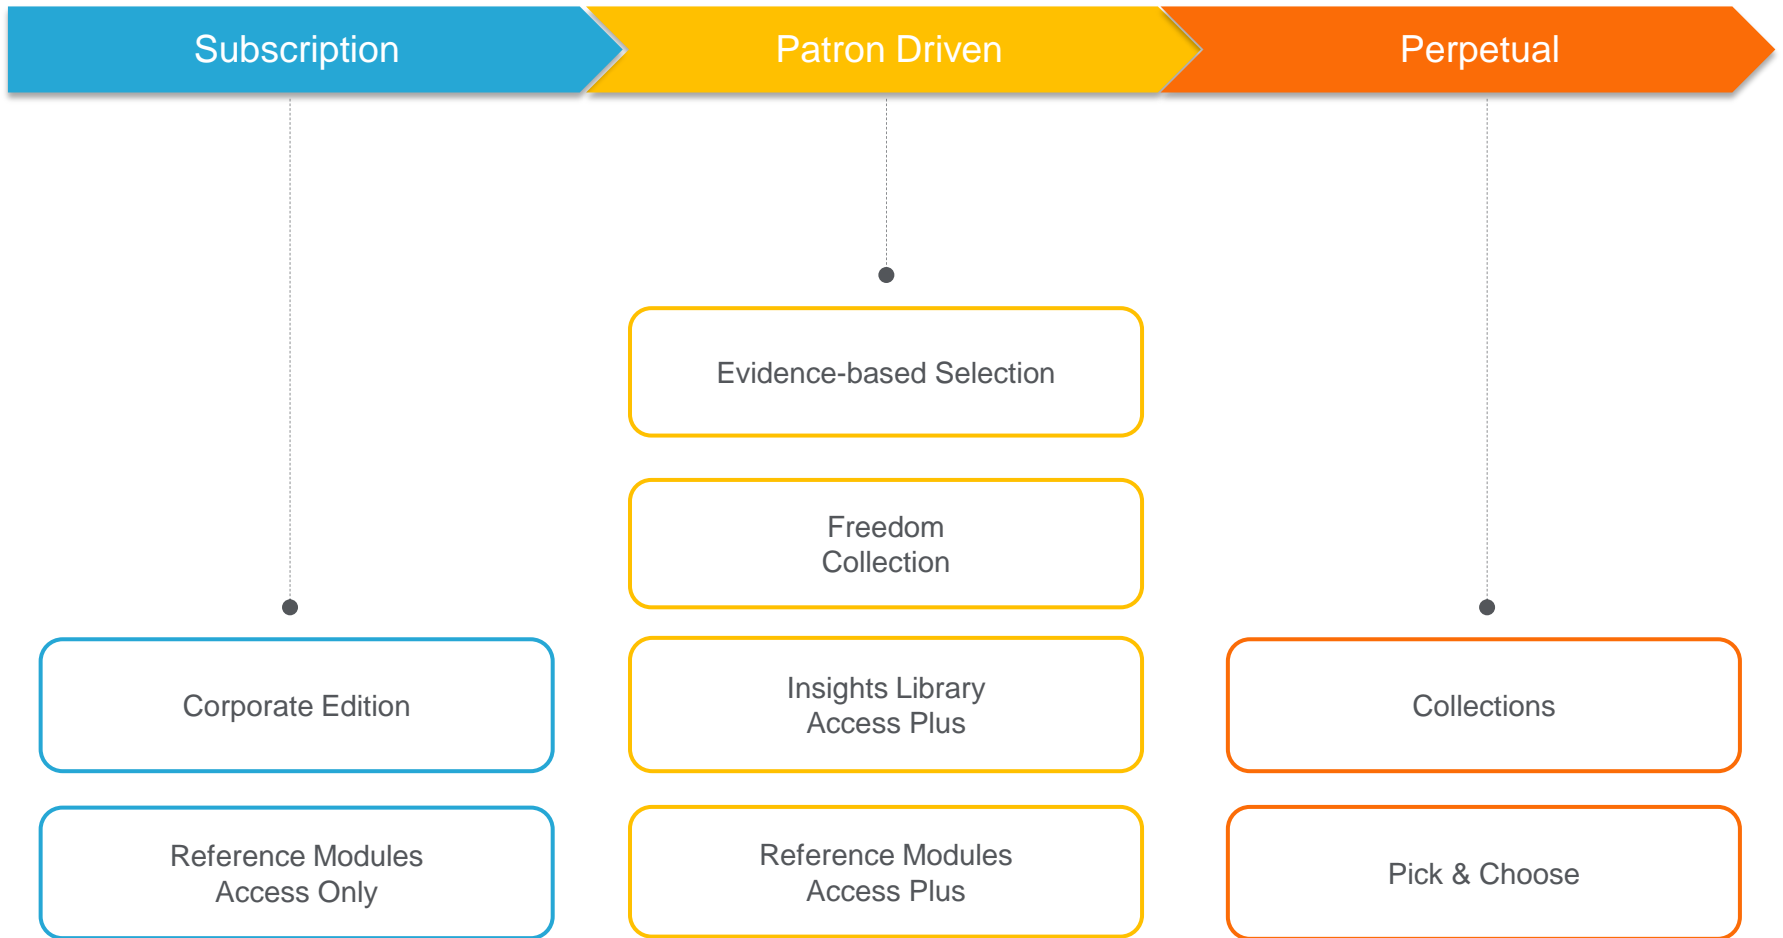 Subscription
Patron Driven
Perpetual
Evidence-based Selection
Freedom
Collection
Corporate Edition
Insights Library
Access Plus
Collections
Reference Modules
Access Only
Reference Modules
Access Plus
Pick & Choose